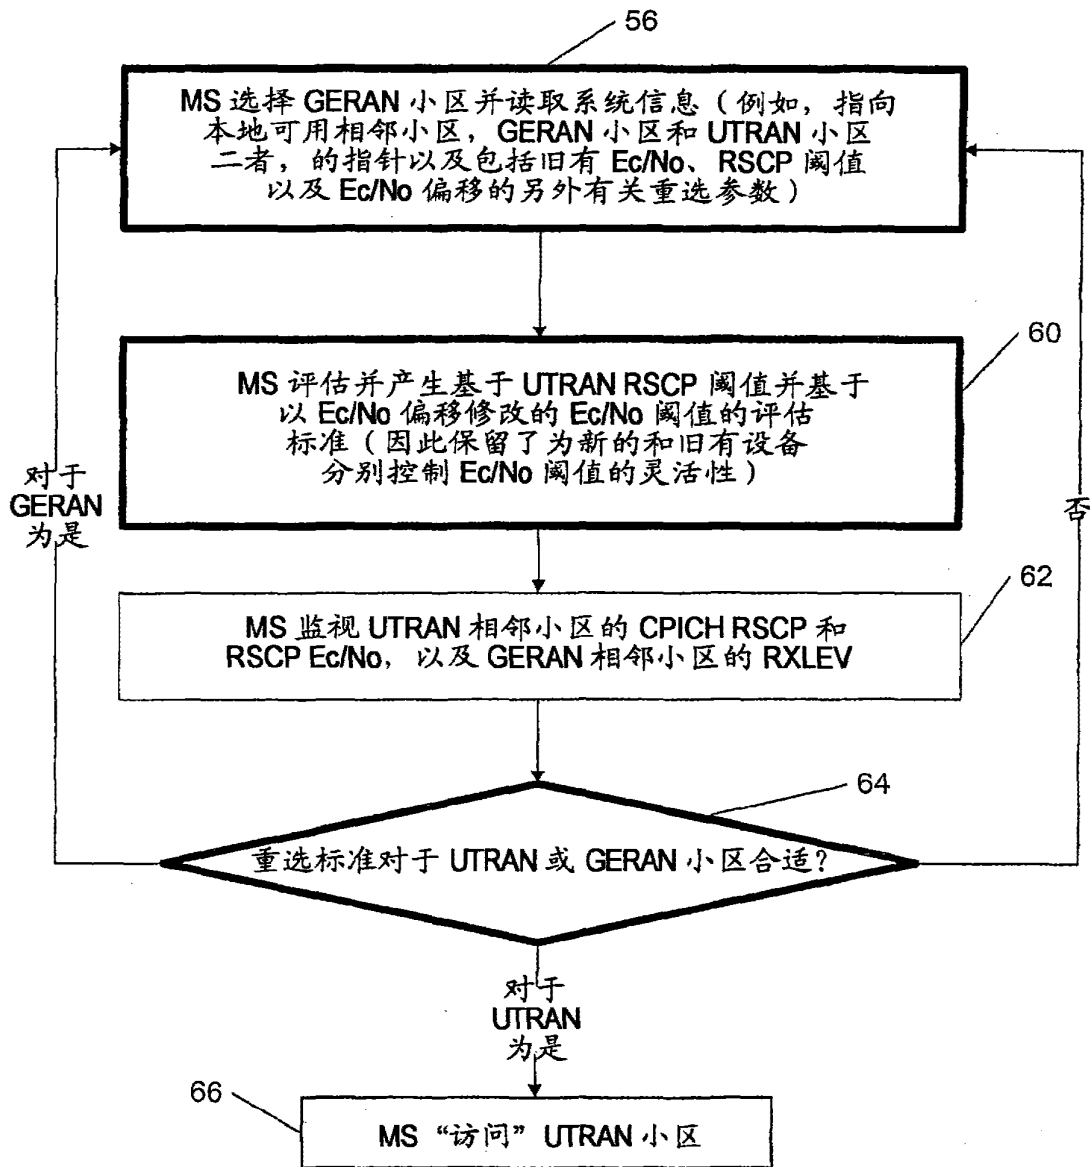 56
MS 选择 GERAN 小区并读取系统信息（例如，指向
本地可用相邻小区，GERAN 小区和 UTRAN 小区
二者，的指针以及包括旧有 Ec/No、RSCP 阈值
以及 Ec/No 偏移的另外有关重选参数）
60
MS 评估并产生基于 UTRAN RSCP 阈值并基于
以 Ec/No 偏移修改的 Ec/No 阈值的评估
标准（因此保留了为新的和旧有设备
分别控制 Ec/No 阈值的灵活性）
对于
GERAN
为是
否
62
MS 监视 UTRAN 相邻小区的 CPICH RSCP 和
RSCP Ec/No，以及 GERAN 相邻小区的 RXLEV
64
重选标准对于 UTRAN 或 GERAN 小区合适？
对于
UTRAN
为是
66
MS “访问” UTRAN 小区